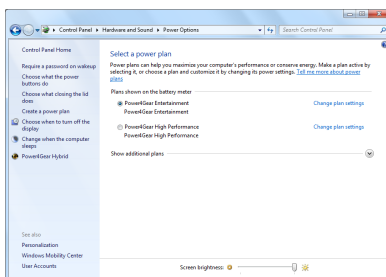 Control Panel ▸ Hardware and Sound ▸ Power Options
Search Control Panel
Control Panel Home
Require a password on wakeup
Choose what the power
buttons do
Choose what closing the lid
does
Create a power plan
Choose when to turn off the
display
Change when the computer
sleeps
Power4Gear Hybrid
See also
Personalization
Windows Mobility Center
User Accounts
Select a power plan
Power plans can help you maximize your computer's performance or conserve energy. Make a plan active by
selecting it, or choose a plan and customize it by changing its power settings. Tell me more about power
plans
Plans shown on the battery meter
Power4Gear Entertainment Change plan settings
Power4Gear Entertainment
Power4Gear High Performance Change plan settings
Power4Gear High Performance
Show additional plans
Screen brightness: